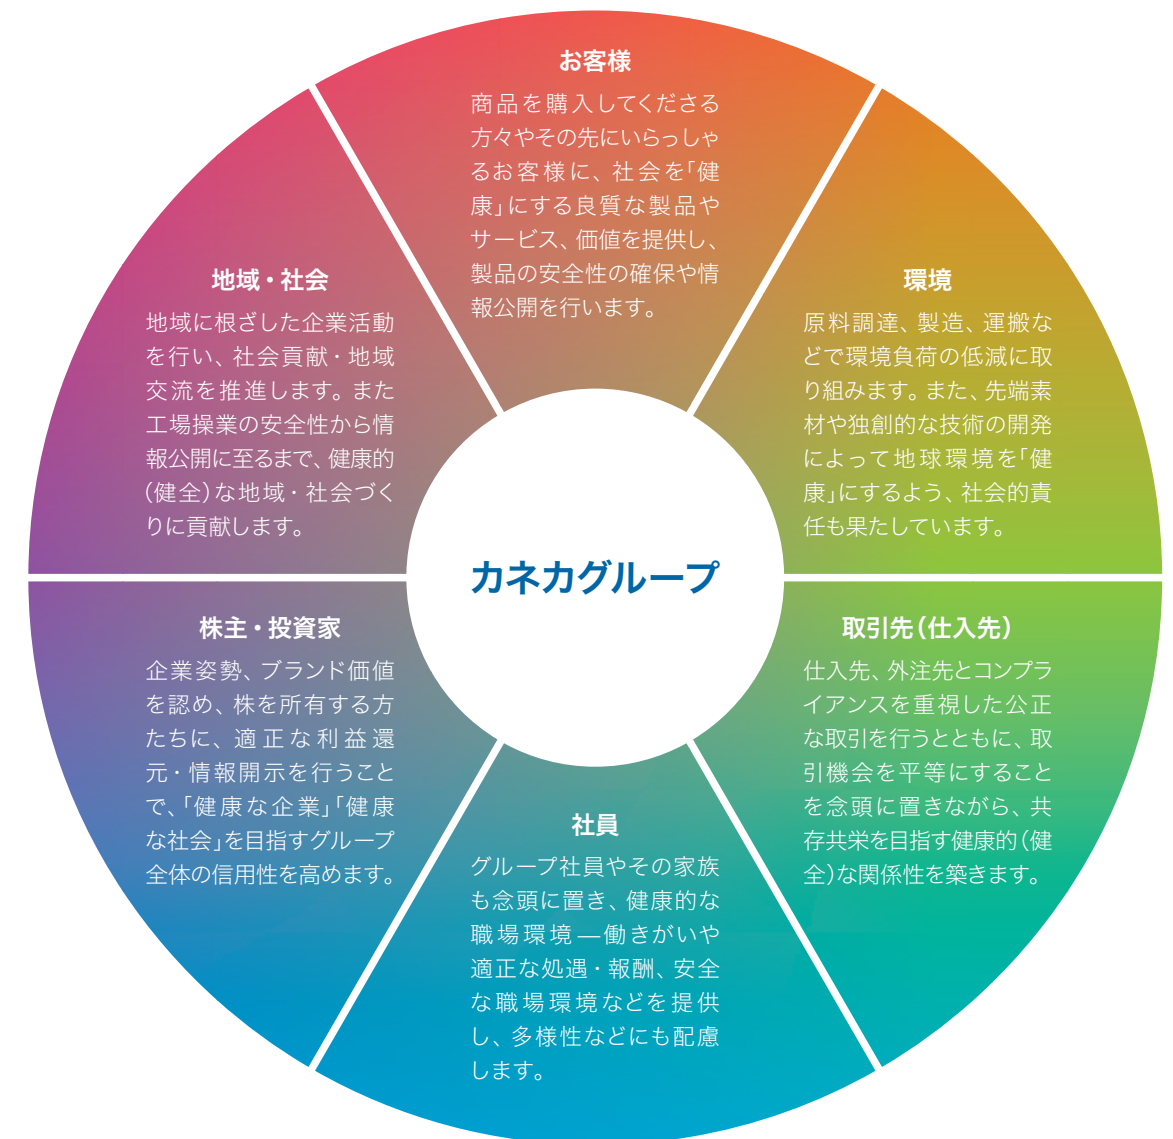 お客様
商品を購入してくださる
方々やその先にいらっしゃ
るお客様に、社会を「健
康」にする良質な製品や
サービス、価値を提供し、
製品の安全性の確保や情
報公開を行います。
環境
原料調達、製造、運搬な
どで環境負荷の低減に取
り組みます。また、先端素
材や独創的な技術の開発
によって地球環境を「健
康」にするよう、社会的責
任も果たしています。
取引先（仕入先）
仕入先、外注先とコンプラ
イアンスを重視した公正
な取引を行うとともに、取
引機会を平等にすること
を念頭に置きながら、共
存共栄を目指す健康的（健
全）な関係性を築きます。
社員
グループ社員やその家族
も念頭に置き、健康的な
職場環境―働きがいや
適正な処遇・報酬、安全
な職場環境などを提供
し、多様性などにも配慮
します。
株主・投資家
企業姿勢、ブランド価値
を認め、株を所有する方
たちに、適正な利益還
元・情報開示を行うこと
で、「健康な企業」「健康
な社会」を目指すグループ
全体の信用性を高めます。
地域・社会
地域に根ざした企業活動
を行い、社会貢献・地域
交流を推進します。また
工場操業の安全性から情
報公開に至るまで、健康的
（健全）な地域・社会づく
りに貢献します。
カネカグループ